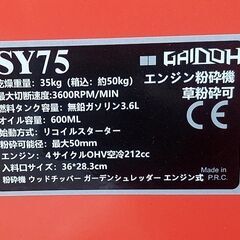 SY75
GAIDOH
乾燥重量：35kg（箱込：約50kg）
最大切断速度：3600RPM/MIN
燃料タンク容量：無鉛ガソリン3.6L
オイル容量：600ML
始動方式：リコイルスターター
粉砕可能径：最大50mm
エンジン：４サイクルOHV空冷212cc
入料口サイズ：36*28.3cm
粉砕機 ウッドチッパー ガーデンシュレッダー エンジン式
エンジン粉砕機
草粉砕可
Made in
P.R.C.